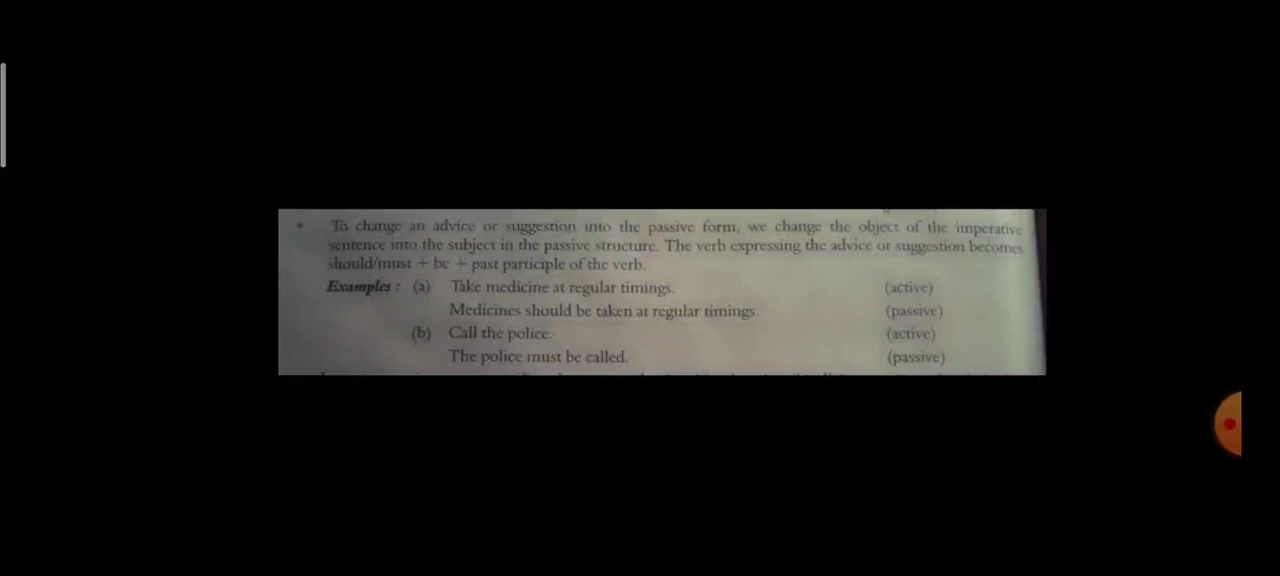 • To change an advice or suggestion into the passive form, we change the object of the imperative
sentence into the subject in the passive structure. The verb expressing the advice or suggestion becomes
should/must + be + past participle of the verb.
Examples : (a) Take medicine at regular timings. (active)
Medicines should be taken at regular timings. (passive)
(b) Call the police. (active)
The police must be called. (passive)